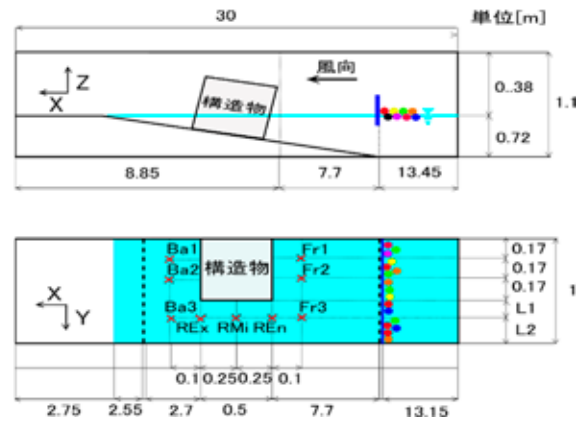 30
単位[m]
Z
X
構造物
風向
0..38
1.1
0.72
8.85
7.7
13.45
Ba1
構造物
Fr1
0.17
Ba2
Fr2
0.17
1
X
0.17
Y
Ba3
Fr3
L1
REx
RMi
REn
L2
0.1
0.25
0.25
0.1
2.75
2.55
2.7
0.5
7.7
13.15